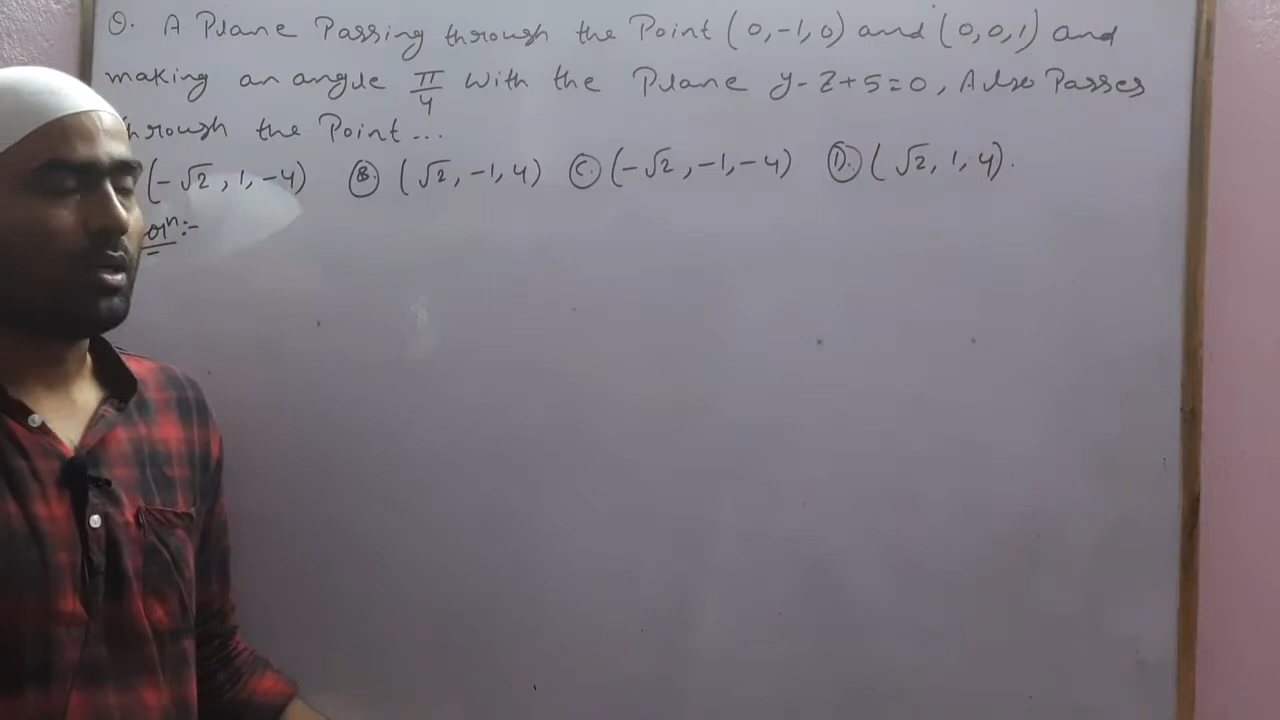 Q. A Plane Passing through the Point (0,-1,0) and (0,0,1) and
making an angle π/4 with the Plane y-z+5=0, Also Passes
through the Point...
(-√2, 1, -4) B. (√2, -1, 4) C. (-√2, -1, -4) D. (√2, 1, 4).
Solⁿ:-